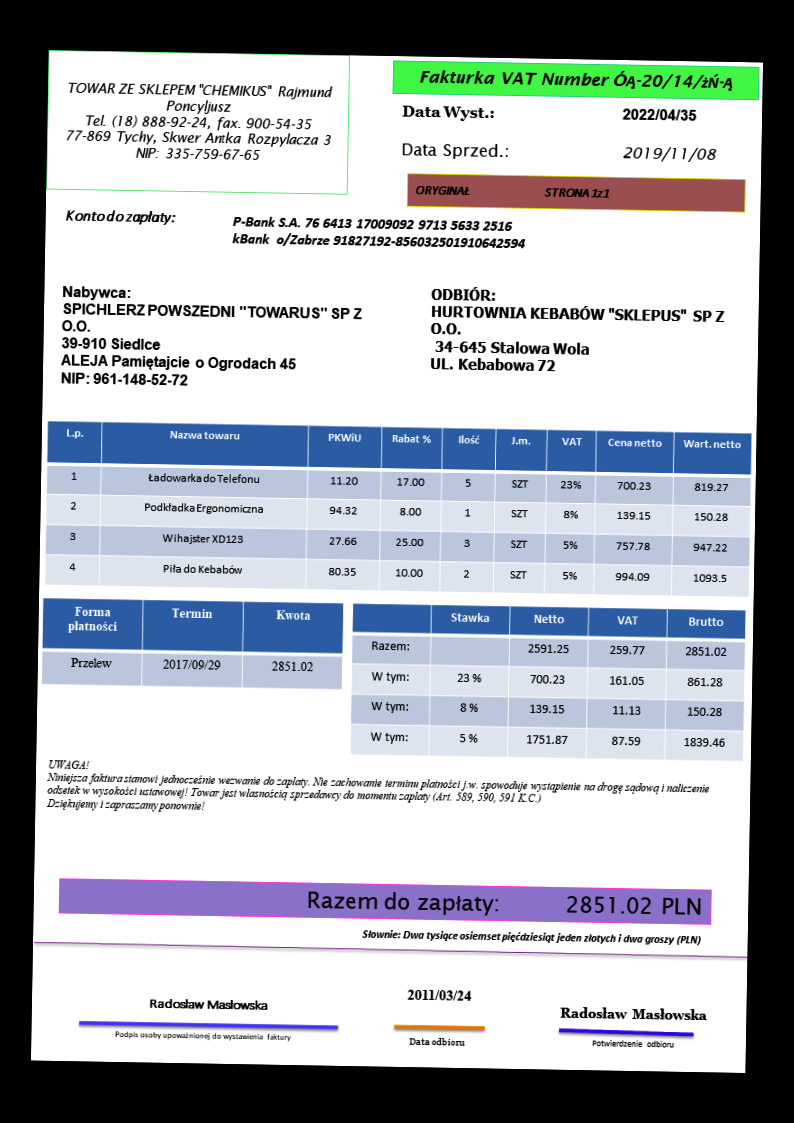 TOWAR ZE SKLEPEM "CHEMIKUS" Rajmund
Poncyljusz
Tel. (18) 888-92-24, fax. 900-54-35
77-869 Tychy, Skwer Antka Rozpylacza 3
NIP: 335-759-67-65
Fakturka VAT Number ÓĄ-20/14/żŃ-Ą
Data Wyst.: 2022/04/35
Data Sprzed.: 2019/11/08
ORYGINAŁ STRONA 1z1
Konto do zapłaty:
P-Bank S.A. 76 6413 17009092 9713 5633 2516
kBank o/Zabrze 91827192-856032501910642594
Nabywca:
SPICHLERZ POWSZEDNI "TOWARUS" SP Z
O.O.
39-910 Siedlce
ALEJA Pamiętajcie o Ogrodach 45
NIP: 961-148-52-72
ODBIÓR:
HURTOWNIA KEBABÓW "SKLEPUS" SP Z
O.O.
34-645 Stalowa Wola
UL. Kebabowa 72
L.p. Nazwa towaru PKWiU Rabat % Ilość J.m. VAT Cena netto Wart. netto
1 Ładowarka do Telefonu 11.20 17.00 5 SZT 23% 700.23 819.27
2 Podkładka Ergonomiczna 94.32 8.00 1 SZT 8% 139.15 150.28
3 Wihajster XD123 27.66 25.00 3 SZT 5% 757.78 947.22
4 Piła do Kebabów 80.35 10.00 2 SZT 5% 994.09 1093.5
Forma
płatności Termin Kwota
Przelew 2017/09/29 2851.02
Stawka Netto VAT Brutto
Razem: 2591.25 259.77 2851.02
W tym: 23 % 700.23 161.05 861.28
W tym: 8 % 139.15 11.13 150.28
W tym: 5 % 1751.87 87.59 1839.46
UWAGA!
Niniejsza faktura stanowi jednocześnie wezwanie do zapłaty. Nie zachowanie terminu płatności j.w. spowoduje wystąpienie na drogę sądową i naliczenie
odsetek w wysokości ustawowej! Towar jest własnością sprzedawcy do momentu zapłaty (Art. 589, 590, 591 K.C.)
Dziękujemy i zapraszamy ponownie!
Razem do zapłaty: 2851.02 PLN
Słownie: Dwa tysiące osiemset pięćdziesiąt jeden złotych i dwa groszy (PLN)
Radosław Masłowska
Podpis osoby upoważnionej do wystawienia faktury
2011/03/24
Data odbioru
Radosław Masłowska
Potwierdzenie odbioru